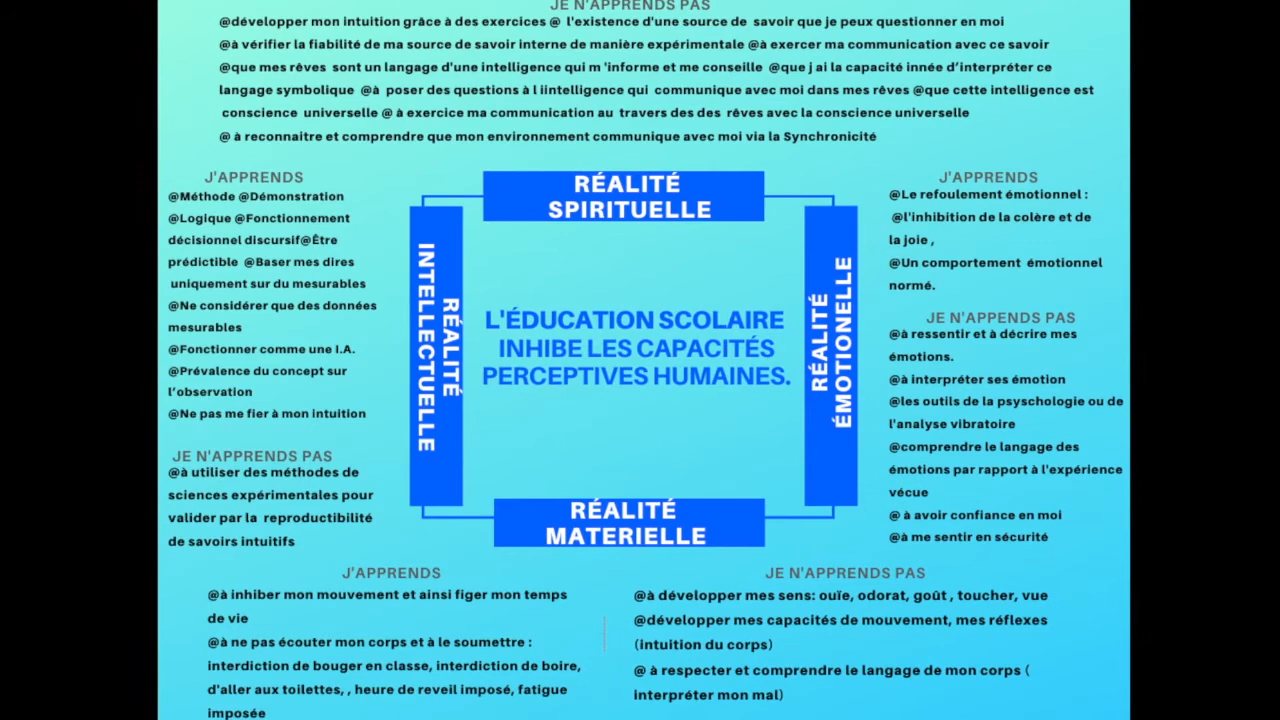 JE N'APPRENDS PAS
@développer mon intuition grâce à des exercices @ l'existence d'une source de savoir que je peux questionner en moi
@à vérifier la fiabilité de ma source de savoir interne de manière expérimentale @à exercer ma communication avec ce savoir
@que mes rêves sont un langage d'une intelligence qui m 'informe et me conseille @que j ai la capacité innée d'interpréter ce
langage symbolique @à poser des questions à l iintelligence qui communique avec moi dans mes rêves @que cette intelligence est
conscience universelle @ à exercice ma communication au travers des des rêves avec la conscience universelle
@ à reconnaitre et comprendre que mon environnement communique avec moi via la Synchronicité
J'APPRENDS
@Méthode @Démonstration
@Logique @Fonctionnement
décisionnel discursif@Être
prédictible @Baser mes dires
uniquement sur du mesurables
@Ne considérer que des données
mesurables
@Fonctionner comme une I.A.
@Prévalence du concept sur
l'observation
@Ne pas me fier à mon intuition
JE N'APPRENDS PAS
@à utiliser des méthodes de
sciences expérimentales pour
valider par la reproductibilité
de savoirs intuitifs
RÉALITÉ
SPIRITUELLE
RÉALITÉ
INTELLECTUELLE
L'ÉDUCATION SCOLAIRE
INHIBE LES CAPACITÉS
PERCEPTIVES HUMAINES.
RÉALITÉ
ÉMOTIONELLE
RÉALITÉ
MATERIELLE
J'APPRENDS
@Le refoulement émotionnel :
@l'inhibition de la colère et de
la joie ,
@Un comportement émotionnel
normé.
JE N'APPENDS PAS
@à ressentir et à décrire mes
émotions.
@à interpréter ses émotion
@les outils de la psyschologie ou de
l'analyse vibratoire
@comprendre le langage des
émotions par rapport à l'expérience
vécue
@ à avoir confiance en moi
@à me sentir en sécurité
J'APPRENDS
@à inhiber mon mouvement et ainsi figer mon temps
de vie
@à ne pas écouter mon corps et à le soumettre :
interdiction de bouger en classe, interdiction de boire,
d'aller aux toilettes, , heure de reveil imposé, fatigue
imposée
JE N'APPRENDS PAS
@à développer mes sens: ouïe, odorat, goût , toucher, vue
@développer mes capacités de mouvement, mes réflexes
(intuition du corps)
@ à respecter et comprendre le langage de mon corps (
interpréter mon mal)